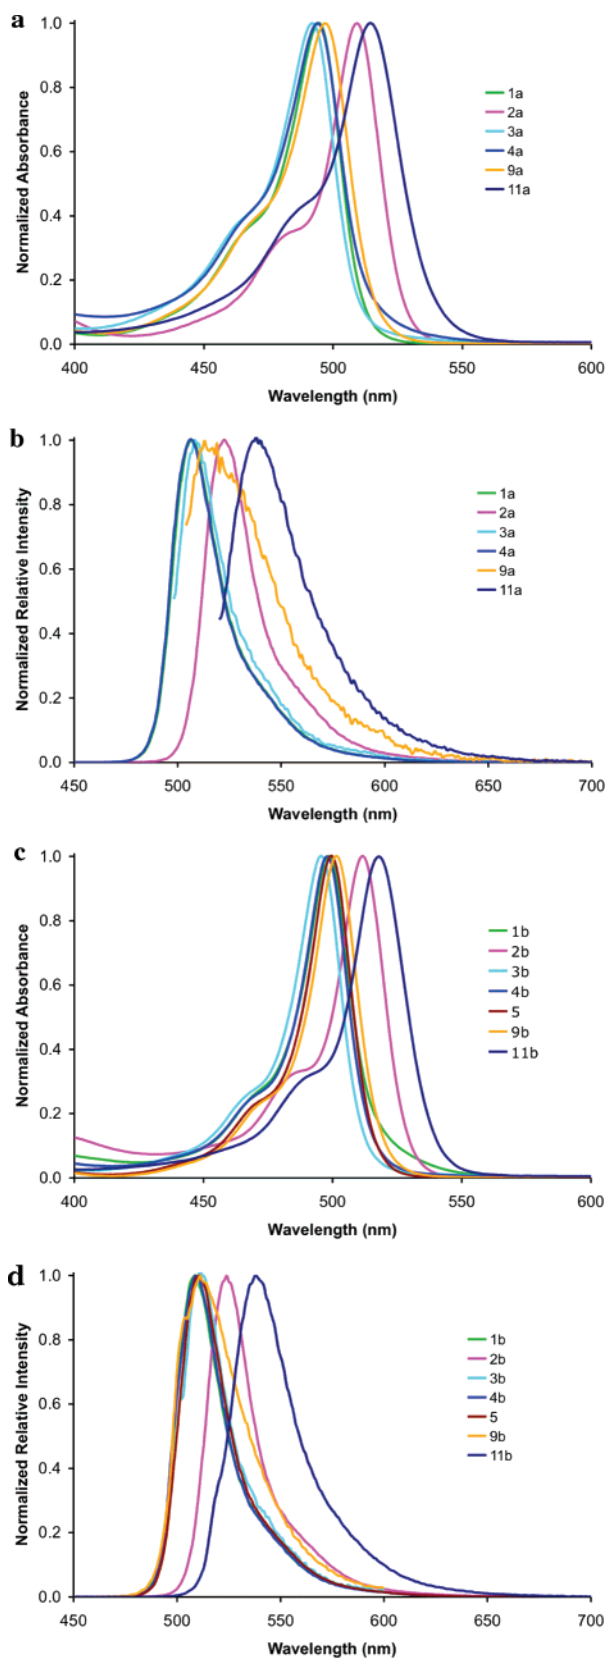 a
Normalized Absorbance
1.0
0.8
0.6
0.4
0.2
0.0
400
450
500
550
600
Wavelength (nm)
1a
2a
3a
4a
9a
11a
b
Normalized Relative Intensity
1.0
0.8
0.6
0.4
0.2
0.0
450
500
550
600
650
700
Wavelength (nm)
1a
2a
3a
4a
9a
11a
c
Normalized Absorbance
1.0
0.8
0.6
0.4
0.2
0.0
400
450
500
550
600
Wavelength (nm)
1b
2b
3b
4b
5
9b
11b
d
Normalized Relative Intensity
1.0
0.8
0.6
0.4
0.2
0.0
450
500
550
600
650
700
Wavelength (nm)
1b
2b
3b
4b
5
9b
11b